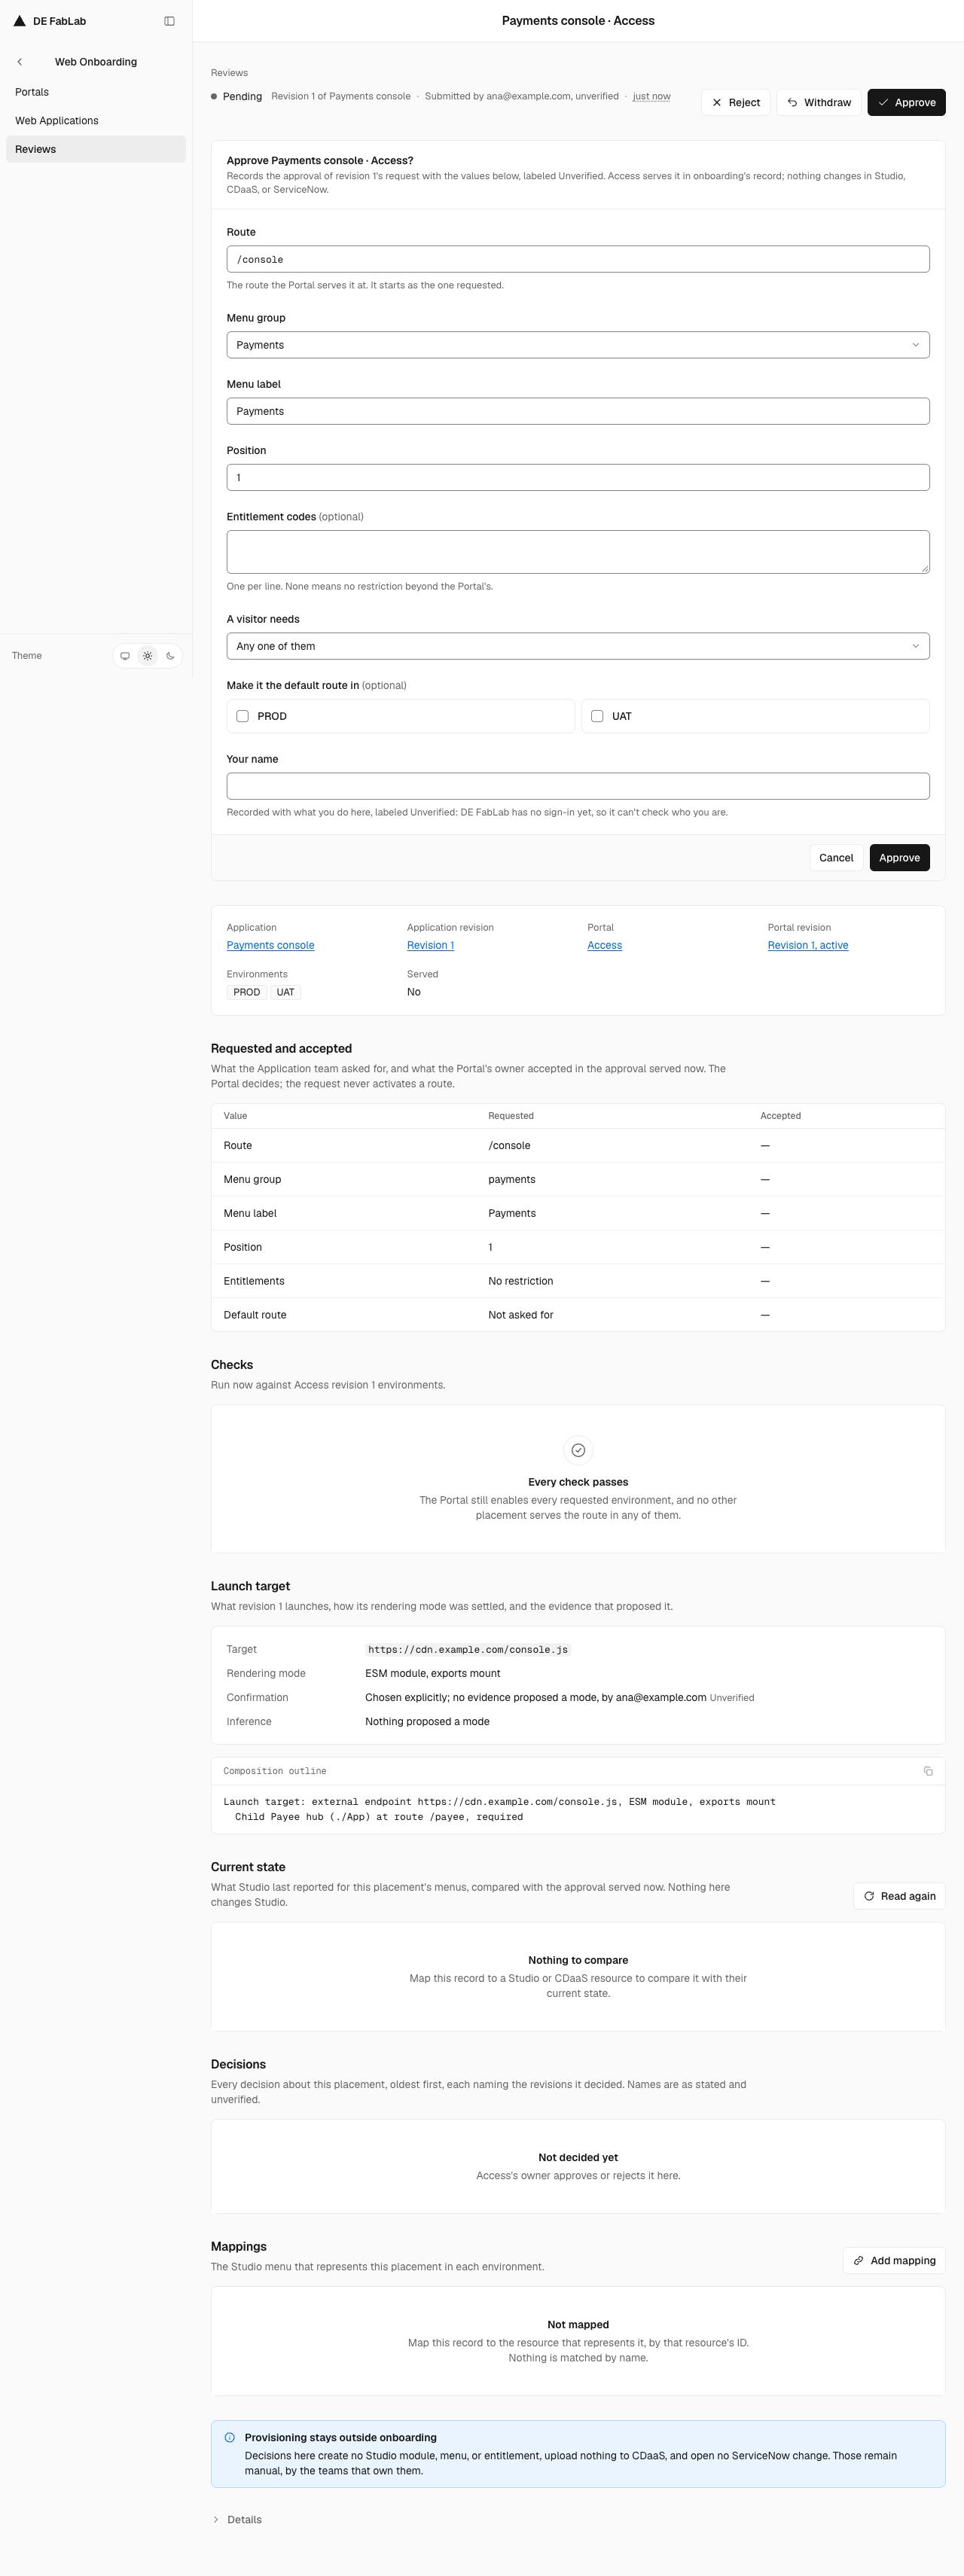 DE FabLab
Payments console · Access
Web Onboarding
Portals
Web Applications
Reviews
Theme
Reviews
Pending Revision 1 of Payments console · Submitted by ana@example.com, unverified · just now
Reject
Withdraw
Approve
Approve Payments console · Access?
Records the approval of revision 1's request with the values below, labeled Unverified. Access serves it in onboarding's record; nothing changes in Studio,
CDaaS, or ServiceNow.
Route
/console
The route the Portal serves it at. It starts as the one requested.
Menu group
Payments
Menu label
Payments
Position
1
Entitlement codes (optional)
One per line. None means no restriction beyond the Portal's.
A visitor needs
Any one of them
Make it the default route in (optional)
PROD
UAT
Your name
Recorded with what you do here, labeled Unverified: DE FabLab has no sign-in yet, so it can't check who you are.
Cancel
Approve
Application
Application revision
Portal
Portal revision
Payments console
Revision 1
Access
Revision 1, active
Environments
Served
PROD UAT
No
Requested and accepted
What the Application team asked for, and what the Portal's owner accepted in the approval served now. The
Portal decides; the request never activates a route.
Value Requested Accepted
Route /console —
Menu group payments —
Menu label Payments —
Position 1 —
Entitlements No restriction —
Default route Not asked for —
Checks
Run now against Access revision 1 environments.
Every check passes
The Portal still enables every requested environment, and no other
placement serves the route in any of them.
Launch target
What revision 1 launches, how its rendering mode was settled, and the evidence that proposed it.
Target https://cdn.example.com/console.js
Rendering mode ESM module, exports mount
Confirmation Chosen explicitly; no evidence proposed a mode, by ana@example.com Unverified
Inference Nothing proposed a mode
Composition outline
Launch target: external endpoint https://cdn.example.com/console.js, ESM module, exports mount
Child Payee hub (./App) at route /payee, required
Current state
What Studio last reported for this placement's menus, compared with the approval served now. Nothing here
changes Studio.
Read again
Nothing to compare
Map this record to a Studio or CDaaS resource to compare it with their
current state.
Decisions
Every decision about this placement, oldest first, each naming the revisions it decided. Names are as stated and
unverified.
Not decided yet
Access's owner approves or rejects it here.
Mappings
The Studio menu that represents this placement in each environment.
Add mapping
Not mapped
Map this record to the resource that represents it, by that resource's ID.
Nothing is matched by name.
Provisioning stays outside onboarding
Decisions here create no Studio module, menu, or entitlement, upload nothing to CDaaS, and open no ServiceNow change. Those remain
manual, by the teams that own them.
Details